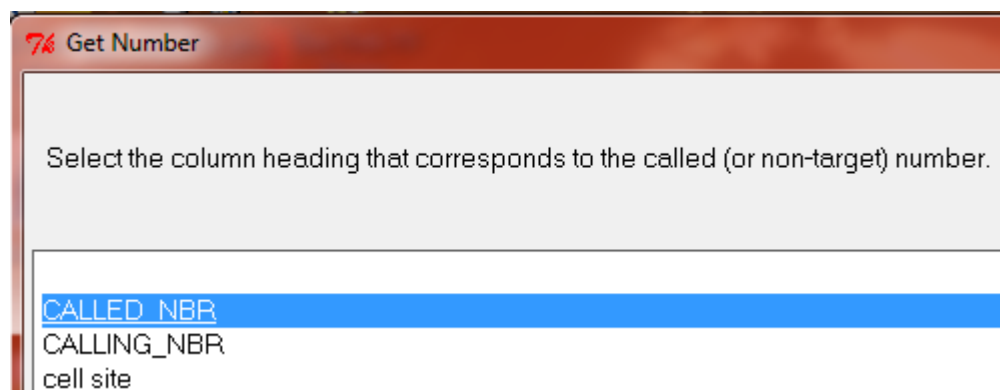 Get Number
Select the column heading that corresponds to the called (or non-target) number.
CALLED_NBR
CALLING_NBR
cell site